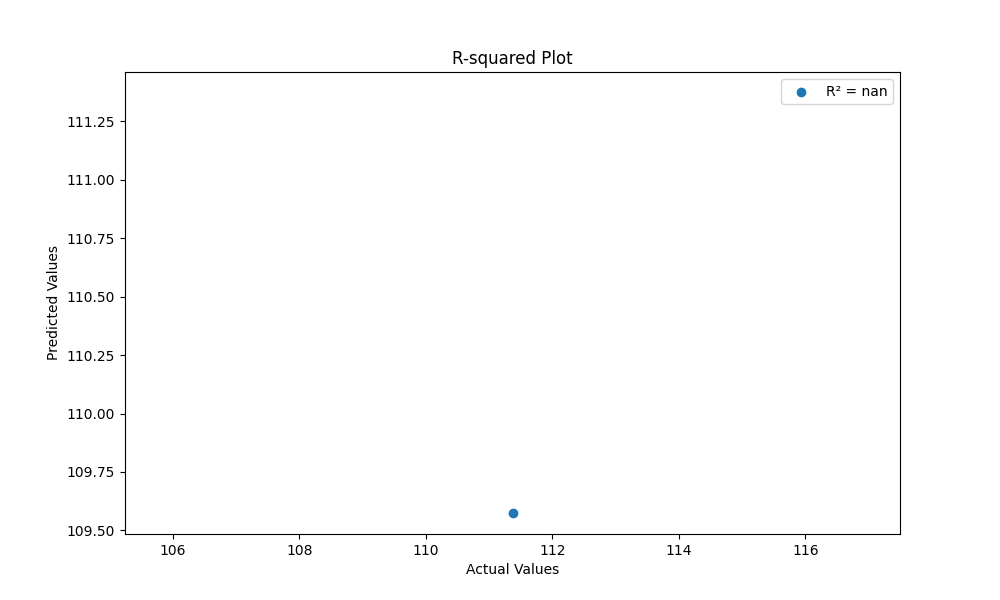 R-squared Plot
R² = nan
111.25
111.00
110.75
110.50
110.25
110.00
109.75
109.50
Predicted Values
106 108 110 112 114 116
Actual Values